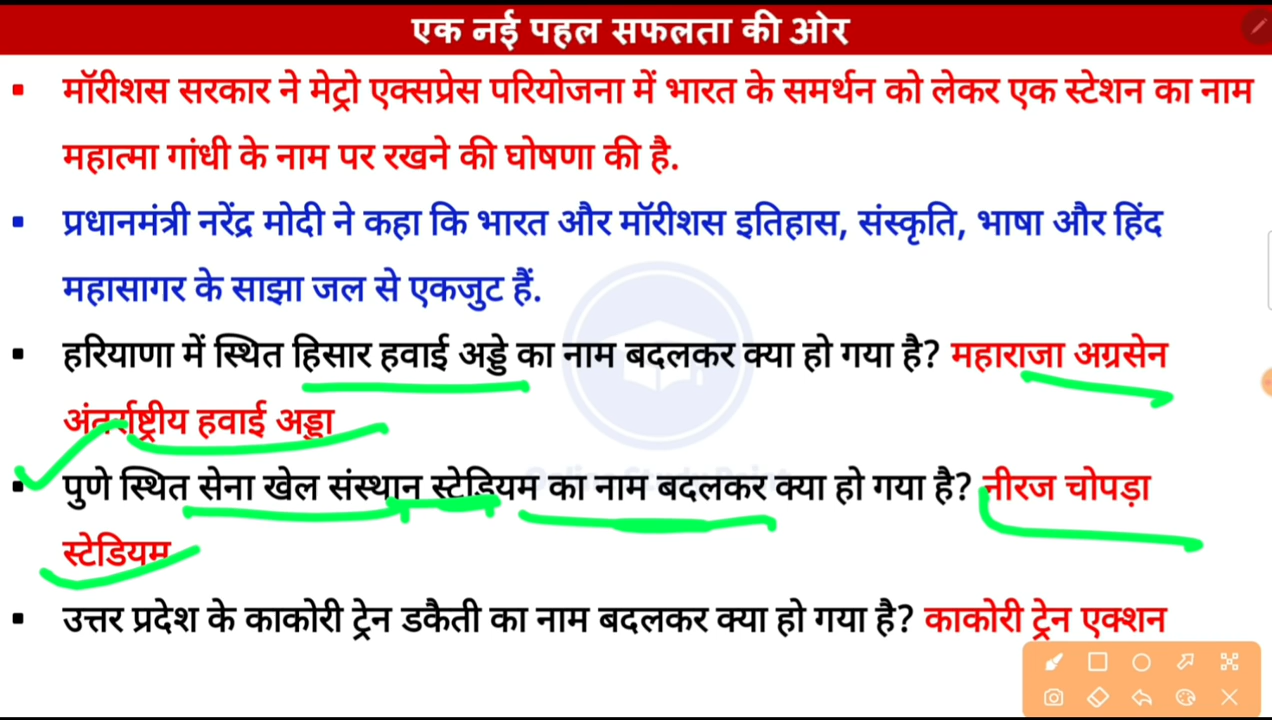 एक नई पहल सफलता की ओर
▪ मॉरीशस सरकार ने मेट्रो एक्सप्रेस परियोजना में भारत के समर्थन को लेकर एक स्टेशन का नाम
महात्मा गांधी के नाम पर रखने की घोषणा की है.
▪ प्रधानमंत्री नरेंद्र मोदी ने कहा कि भारत और मॉरीशस इतिहास, संस्कृति, भाषा और हिंद
महासागर के साझा जल से एकजुट हैं.
▪ हरियाणा में स्थित हिसार हवाई अड्डे का नाम बदलकर क्या हो गया है? महाराजा अग्रसेन
अंतर्राष्ट्रीय हवाई अड्डा
▪ पुणे स्थित सेना खेल संस्थान स्टेडियम का नाम बदलकर क्या हो गया है? नीरज चोपड़ा
स्टेडियम
▪ उत्तर प्रदेश के काकोरी ट्रेन डकैती का नाम बदलकर क्या हो गया है? काकोरी ट्रेन एक्शन